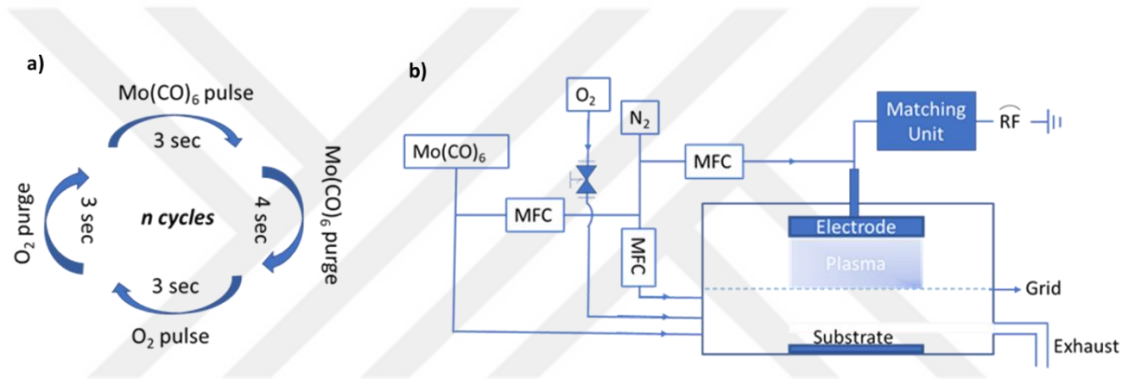 a)
Mo(CO)₆ pulse
3 sec
Mo(CO)₆ purge
4 sec
n cycles
3 sec
O₂ purge
3 sec
O₂ pulse
b)
O₂
N₂
Mo(CO)₆
MFC
MFC
MFC
Matching
Unit
RF
Electrode
Plasma
Grid
Substrate
Exhaust